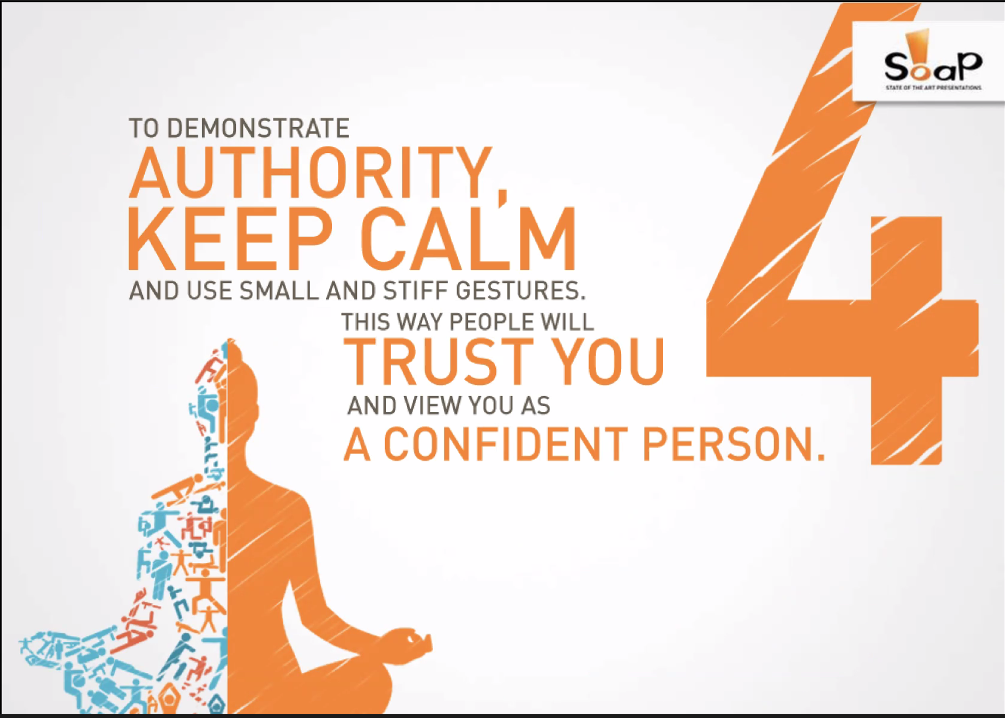 4
SOAP
STATE OF THE ART PRESENTATIONS.
TO DEMONSTRATE
AUTHORITY,
KEEP CALM
AND USE SMALL AND STIFF GESTURES.
THIS WAY PEOPLE WILL
TRUST YOU
AND VIEW YOU AS
A CONFIDENT PERSON.